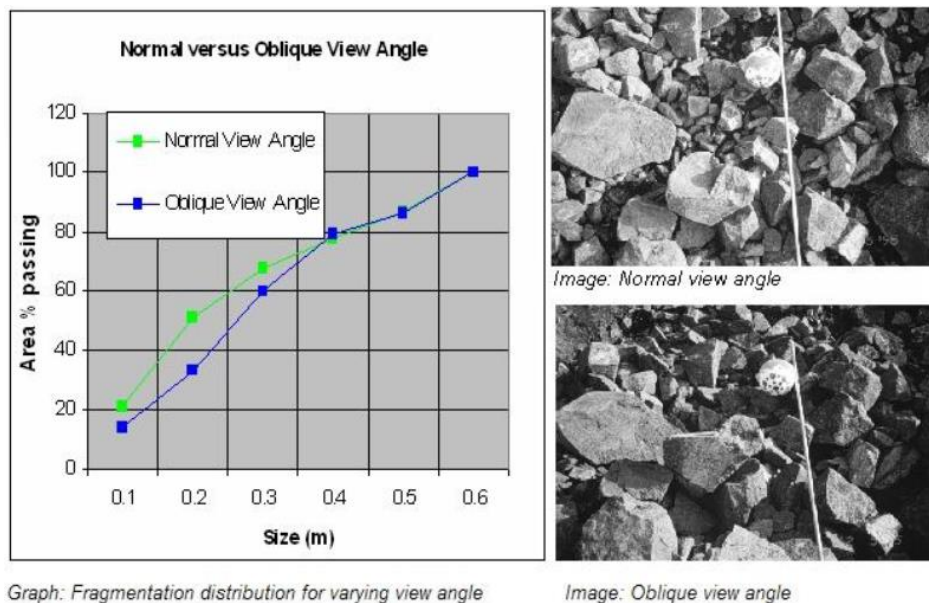 Normal versus Oblique View Angle
120
100
80
60
40
20
0
Normal View Angle
Oblique View Angle
Area % passing
0.1 0.2 0.3 0.4 0.5 0.6
Size (m)
Graph: Fragmentation distribution for varying view angle
Image: Normal view angle
Image: Oblique view angle